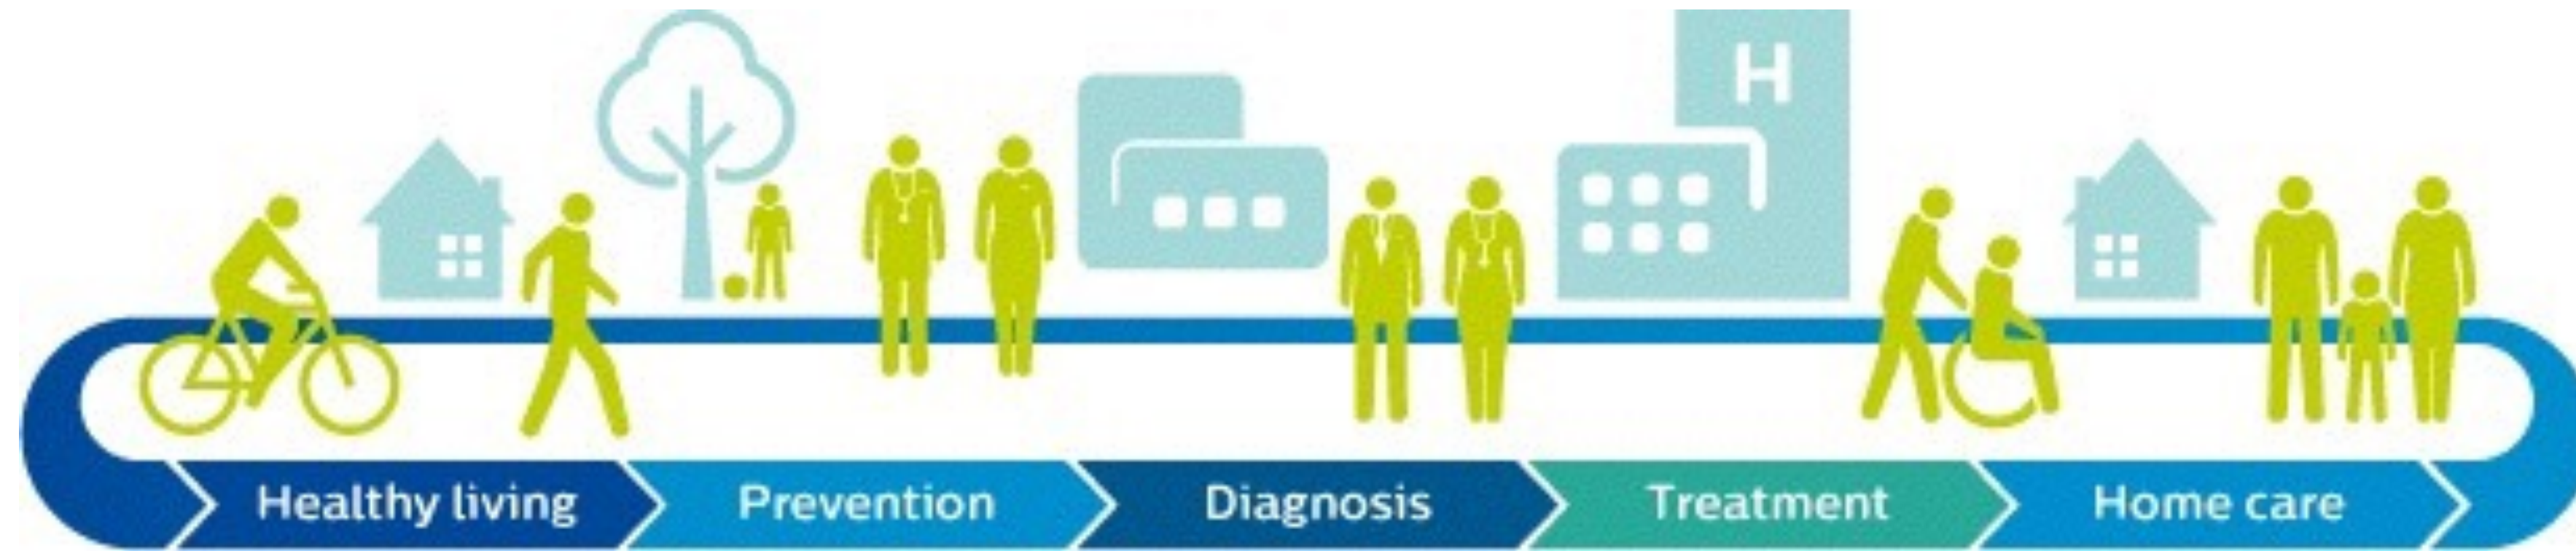 H
Healthy living
Prevention
Diagnosis
Treatment
Home care